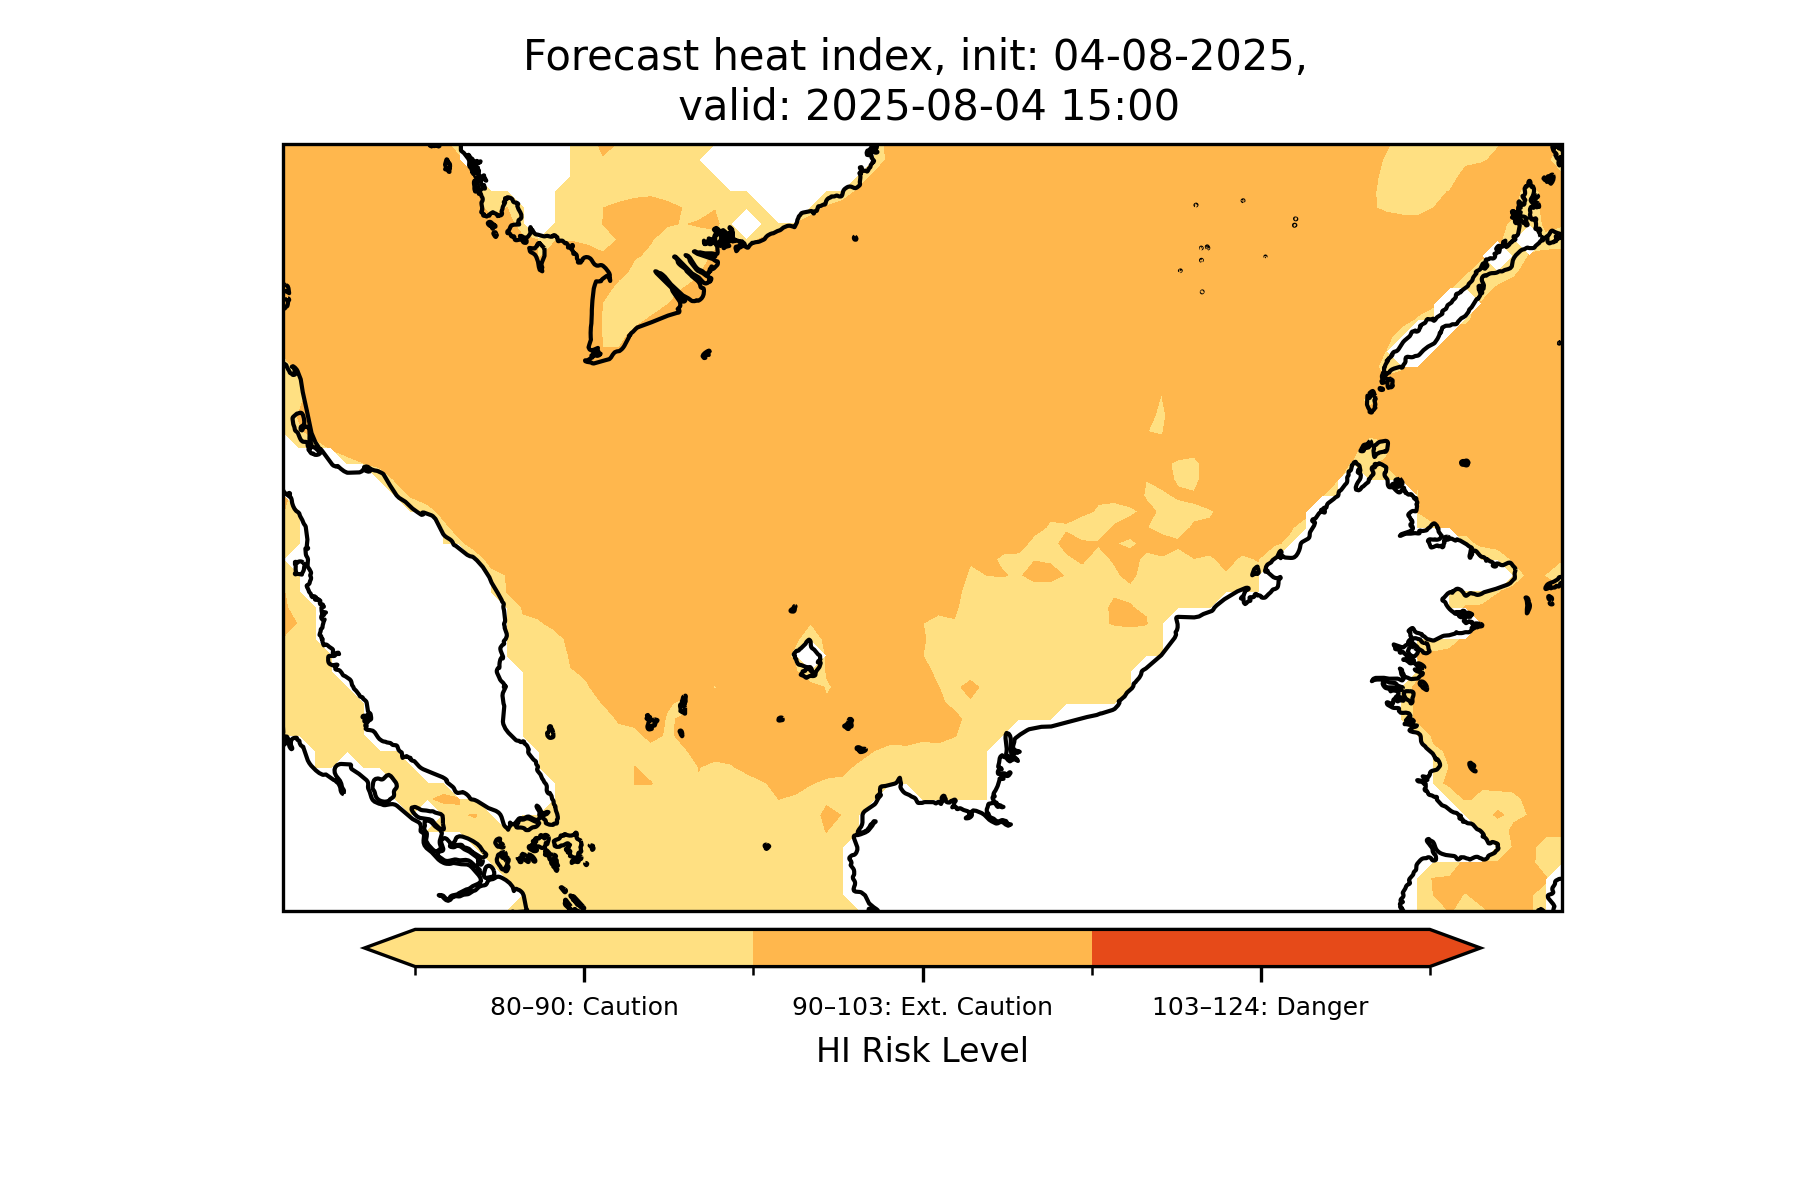 Forecast heat index, init: 04-08-2025,
valid: 2025-08-04 15:00
80–90: Caution
90–103: Ext. Caution
103–124: Danger
HI Risk Level